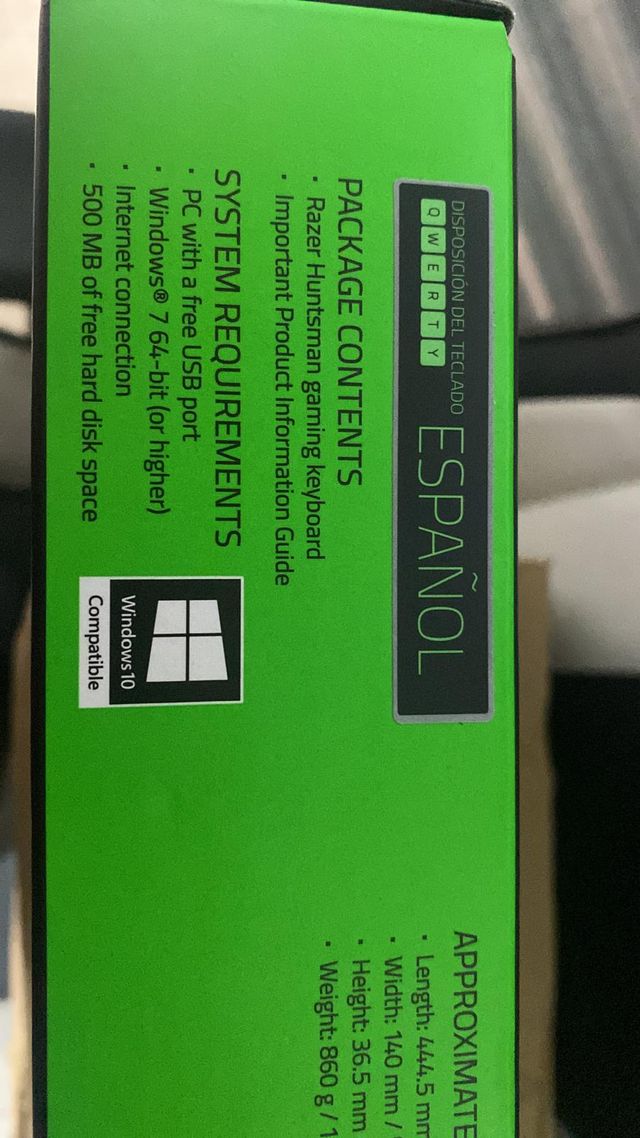 DISPOSICIÓN DEL TECLADO
QWERTY
ESPAÑOL
PACKAGE CONTENTS
· Razer Huntsman gaming keyboard
· Important Product Information Guide
SYSTEM REQUIREMENTS
· PC with a free USB port
· Windows® 7 64-bit (or higher)
· Internet connection
· 500 MB of free hard disk space
Windows10
Compatible
APPROXIMATE
· Length: 444.5 mm
· Width: 140 mm /
· Height: 36.5 mm
· Weight: 860 g / 1